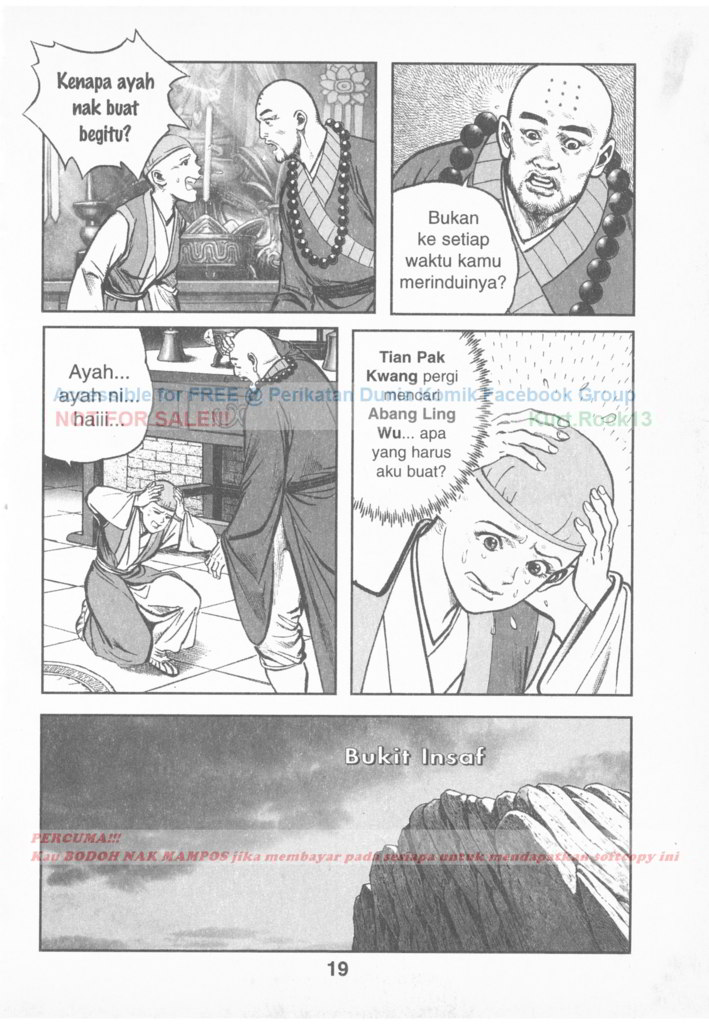 Kenapa ayah
nak buat
begitu?
Bukan
ke setiap
waktu kamu
merinduinya?
Ayah...
ayah ni...
haiii...
Tian Pak
Kwang pergi
mencari
Abang Ling
Wu... apa
yang harus
aku buat?
Accessible for FREE @ Perikatan Dunia Komik Facebook Group
NOT FOR SALE!!!
Kurt.Rock13
Bukit Insaf
PERCUMA!!!
Kau BODOH NAK MAMPOS jika membayar pada sesiapa untuk mendapatkan softcopy ini
19